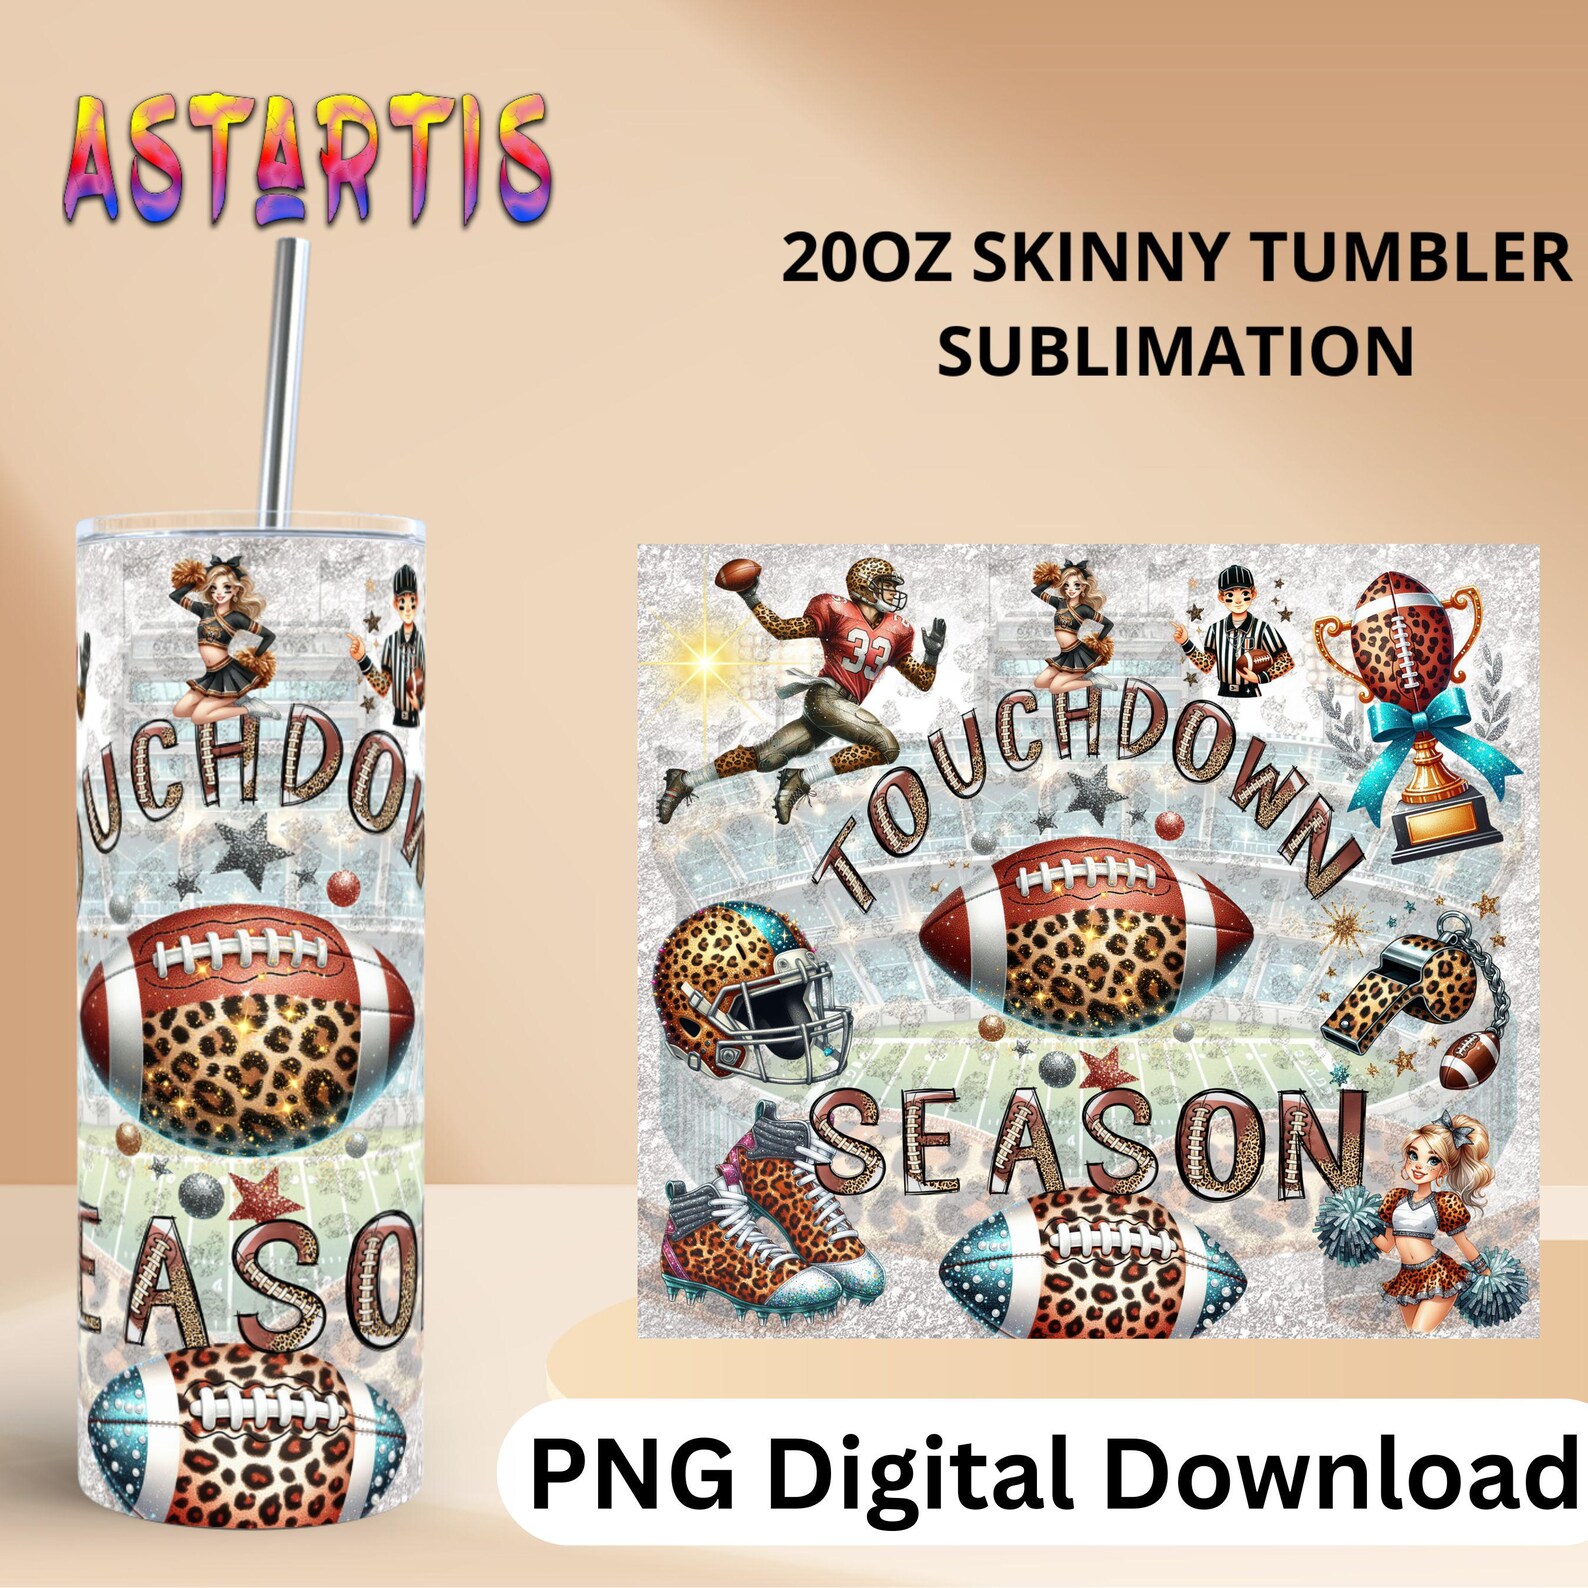 ASTARTIS
20OZ SKINNY TUMBLER
SUBLIMATION
UCHDOW
EASO
33
TOUCHDOWN
SEASON
PNG Digital Download